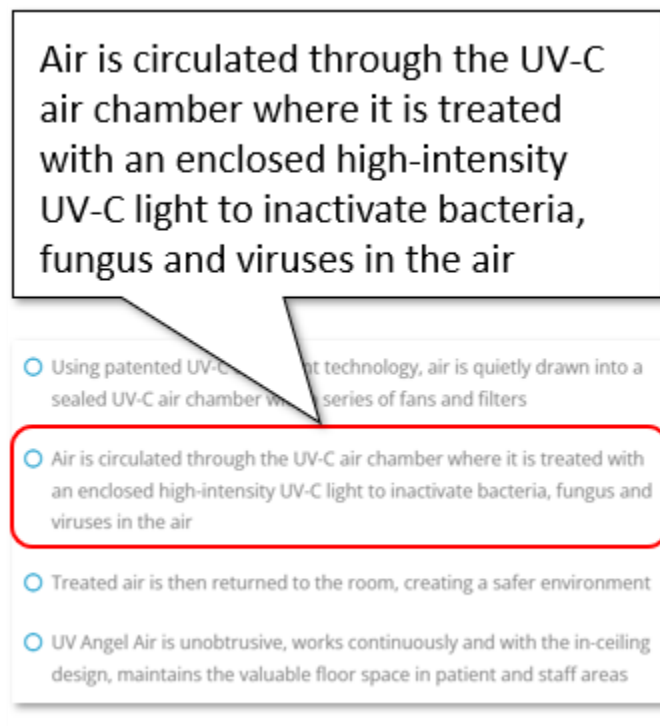 Air is circulated through the UV-C
air chamber where it is treated
with an enclosed high-intensity
UV-C light to inactivate bacteria,
fungus and viruses in the air
Using patented UV-C technology, air is quietly drawn into a
sealed UV-C air chamber series of fans and filters
Air is circulated through the UV-C air chamber where it is treated with
an enclosed high-intensity UV-C light to inactivate bacteria, fungus and
viruses in the air
Treated air is then returned to the room, creating a safer environment
UV Angel Air is unobtrusive, works continuously and with the in-ceiling
design, maintains the valuable floor space in patient and staff areas